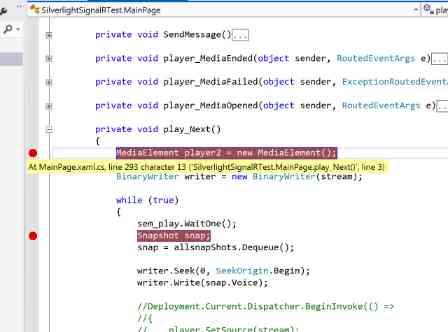 SilverlightSignalRTest.MainPage
play
private void SendMessage()...
private void player_MediaEnded(object sender, RoutedEventArgs e)...
private void player_MediaFailed(object sender, ExceptionRoutedEventA
private void player_MediaOpened(object sender, RoutedEventArgs e)...
private void play_Next()
{
MediaElement player2 = new MediaElement();
At MainPage.xaml.cs, line 293 character 13 ('SilverlightSignalRTest.MainPage.play_Next()', line 3)
BinaryWriter writer = new BinaryWriter(stream);
while (true)
{
sem_play.WaitOne();
Snapshot snap;
snap = allsnapShots.Dequeue();
writer.Seek(0, SeekOrigin.Begin);
writer.Write(snap.Voice);
//Deployment.Current.Dispatcher.BeginInvoke(() =>
//{
// player.SetSource(stream);